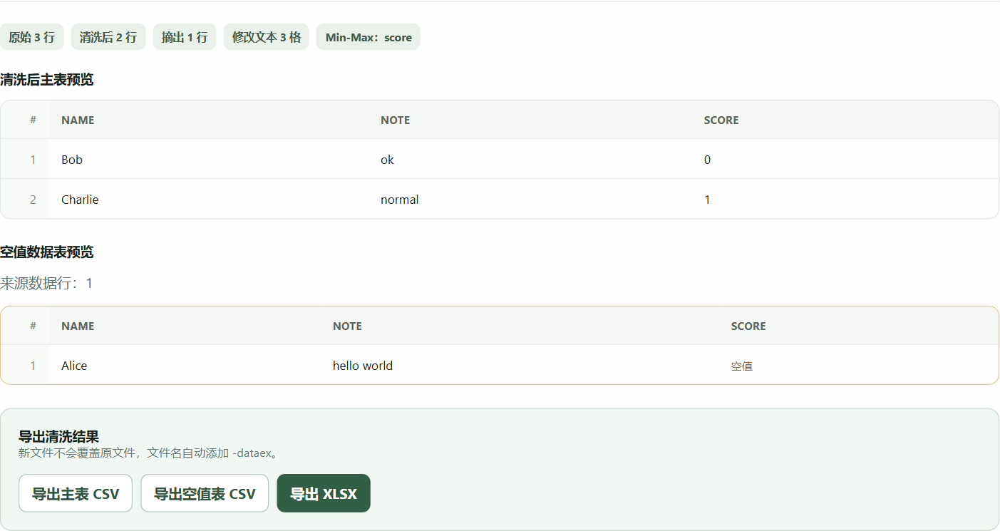 原始 3 行 清洗后 2 行 摘出 1 行 修改文本 3 格 Min-Max：score
清洗后主表预览
# NAME NOTE SCORE
1 Bob ok 0
2 Charlie normal 1
空值数据表预览
来源数据行：1
# NAME NOTE SCORE
1 Alice hello world 空值
导出清洗结果
新文件不会覆盖原文件，文件名自动添加 -dataex。
导出主表 CSV 导出空值表 CSV 导出 XLSX